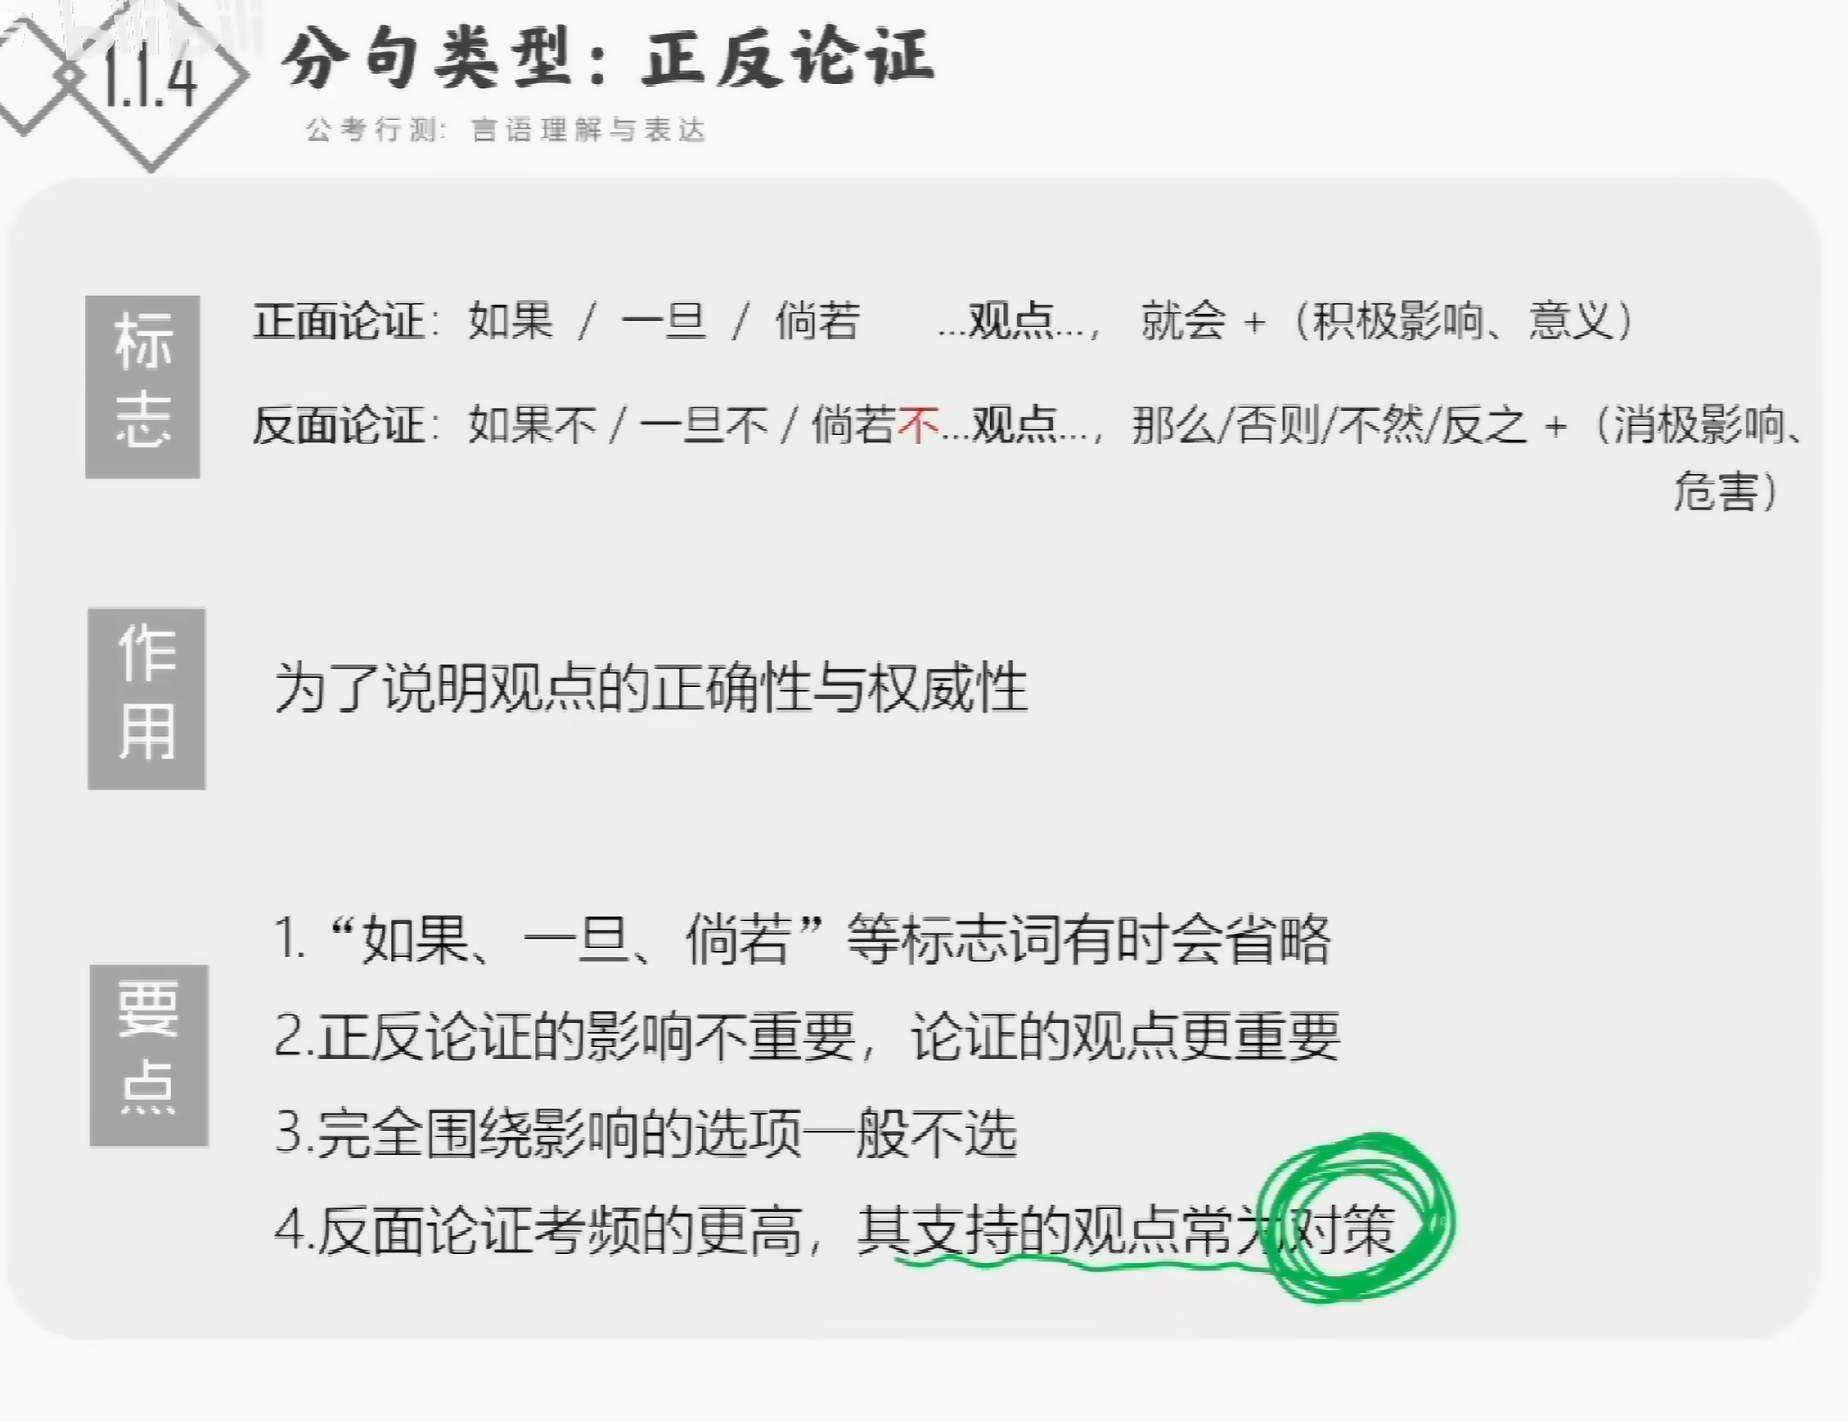 1.1.4
分句类型：正反论证
公考行测：言语理解与表达
标志
正面论证：如果 / 一旦 / 倘若 …观点…，就会 +（积极影响、意义）
反面论证：如果不 / 一旦不 / 倘若不…观点…，那么/否则/不然/反之 +（消极影响、
危害）
作用
为了说明观点的正确性与权威性
要点
1.“如果、一旦、倘若”等标志词有时会省略
2.正反论证的影响不重要，论证的观点更重要
3.完全围绕影响的选项一般不选
4.反面论证考频的更高，其支持的观点常为对策